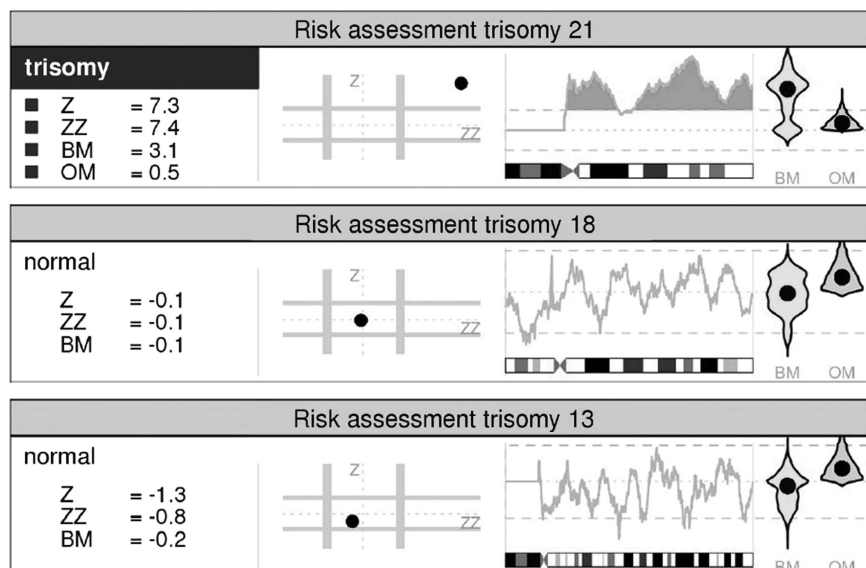 Risk assessment trisomy 21
trisomy
Z = 7.3
ZZ = 7.4
BM = 3.1
OM = 0.5
Z
ZZ
BM OM
Risk assessment trisomy 18
normal
Z = -0.1
ZZ = -0.1
BM = -0.1
Z
ZZ
BM OM
Risk assessment trisomy 13
normal
Z = -1.3
ZZ = -0.8
BM = -0.2
Z
ZZ
BM OM